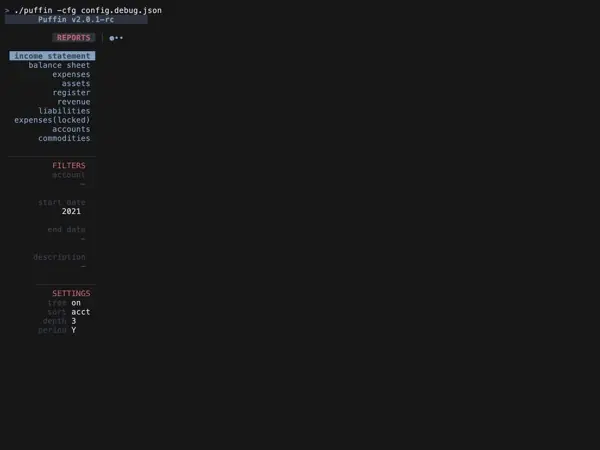 > ./puffin -cfg config.debug.json
Puffin v2.0.1-rc
REPORTS
income statement
balance sheet
expenses
assets
register
revenue
liabilities
expenses(locked)
accounts
commodities
FILTERS
account
start date
2021
end date
description
SETTINGS
tree on
sort acct
depth 3
period Y